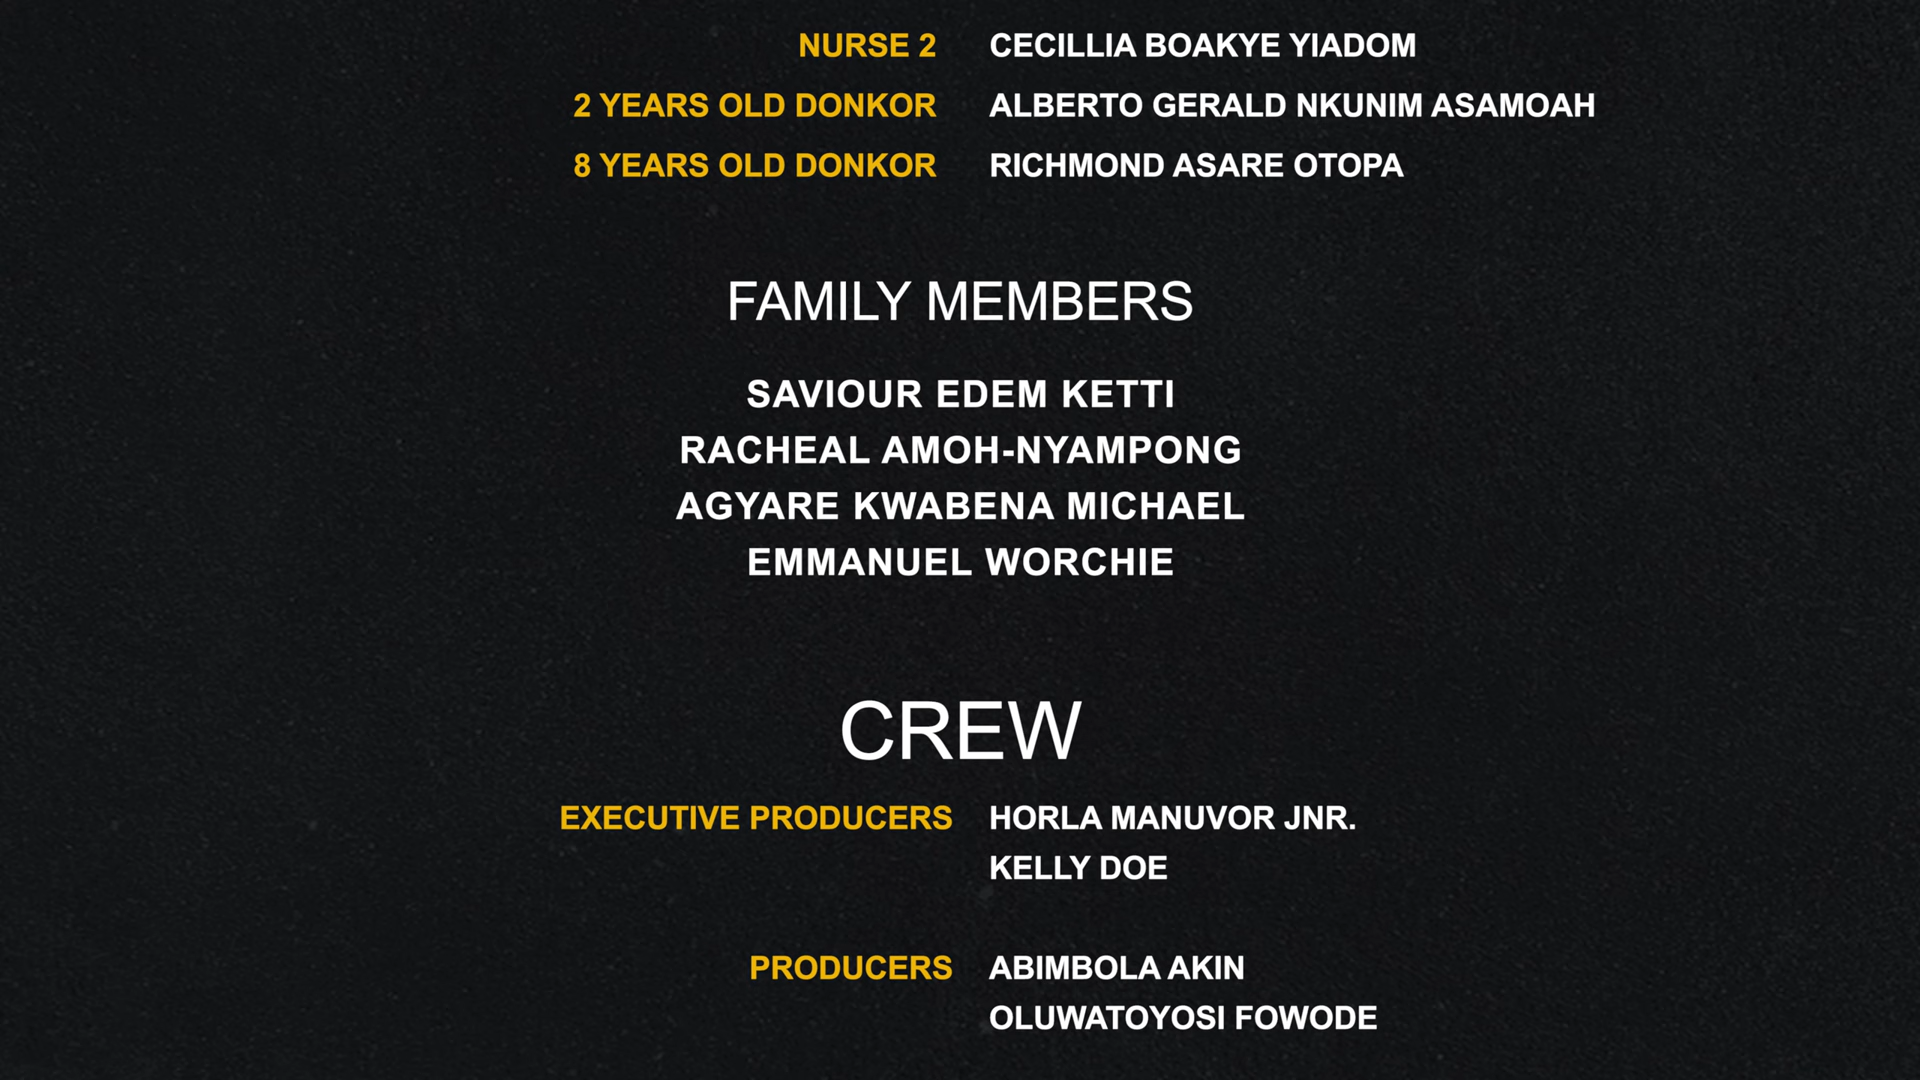 NURSE 2 CECILLIA BOAKYE YIADOM
2 YEARS OLD DONKOR ALBERTO GERALD NKUNIM ASAMOAH
8 YEARS OLD DONKOR RICHMOND ASARE OTOPA
FAMILY MEMBERS
SAVIOUR EDEM KETTI
RACHEAL AMOH-NYAMPONG
AGYARE KWABENA MICHAEL
EMMANUEL WORCHIE
CREW
EXECUTIVE PRODUCERS HORLA MANUVOR JNR.
KELLY DOE
PRODUCERS ABIMBOLA AKIN
OLUWATOYOSI FOWODE